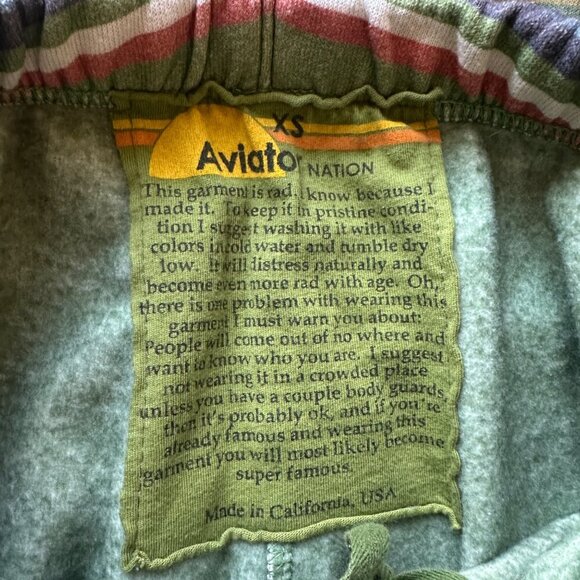 XS
Aviator NATION
This garment is rad. I know because I
made it. To keep it in pristine condi-
tion I suggest washing it with like
colors in cold water and tumble dry
low. It will distress naturally and
become even more rad with age. Oh,
there is one problem with wearing this
garment I must warn you about:
People will come out of no where and
want to know who you are. I suggest
not wearing it in a crowded place
unless you have a couple body guards
then it's probably ok, and if you're
already famous and wearing this
garment you will most likely become
super famous.
Made in California, USA